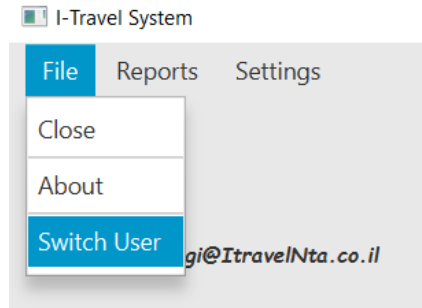 I-Travel System
File Reports Settings
Close
About
Switch User
gi@ItravelNta.co.il